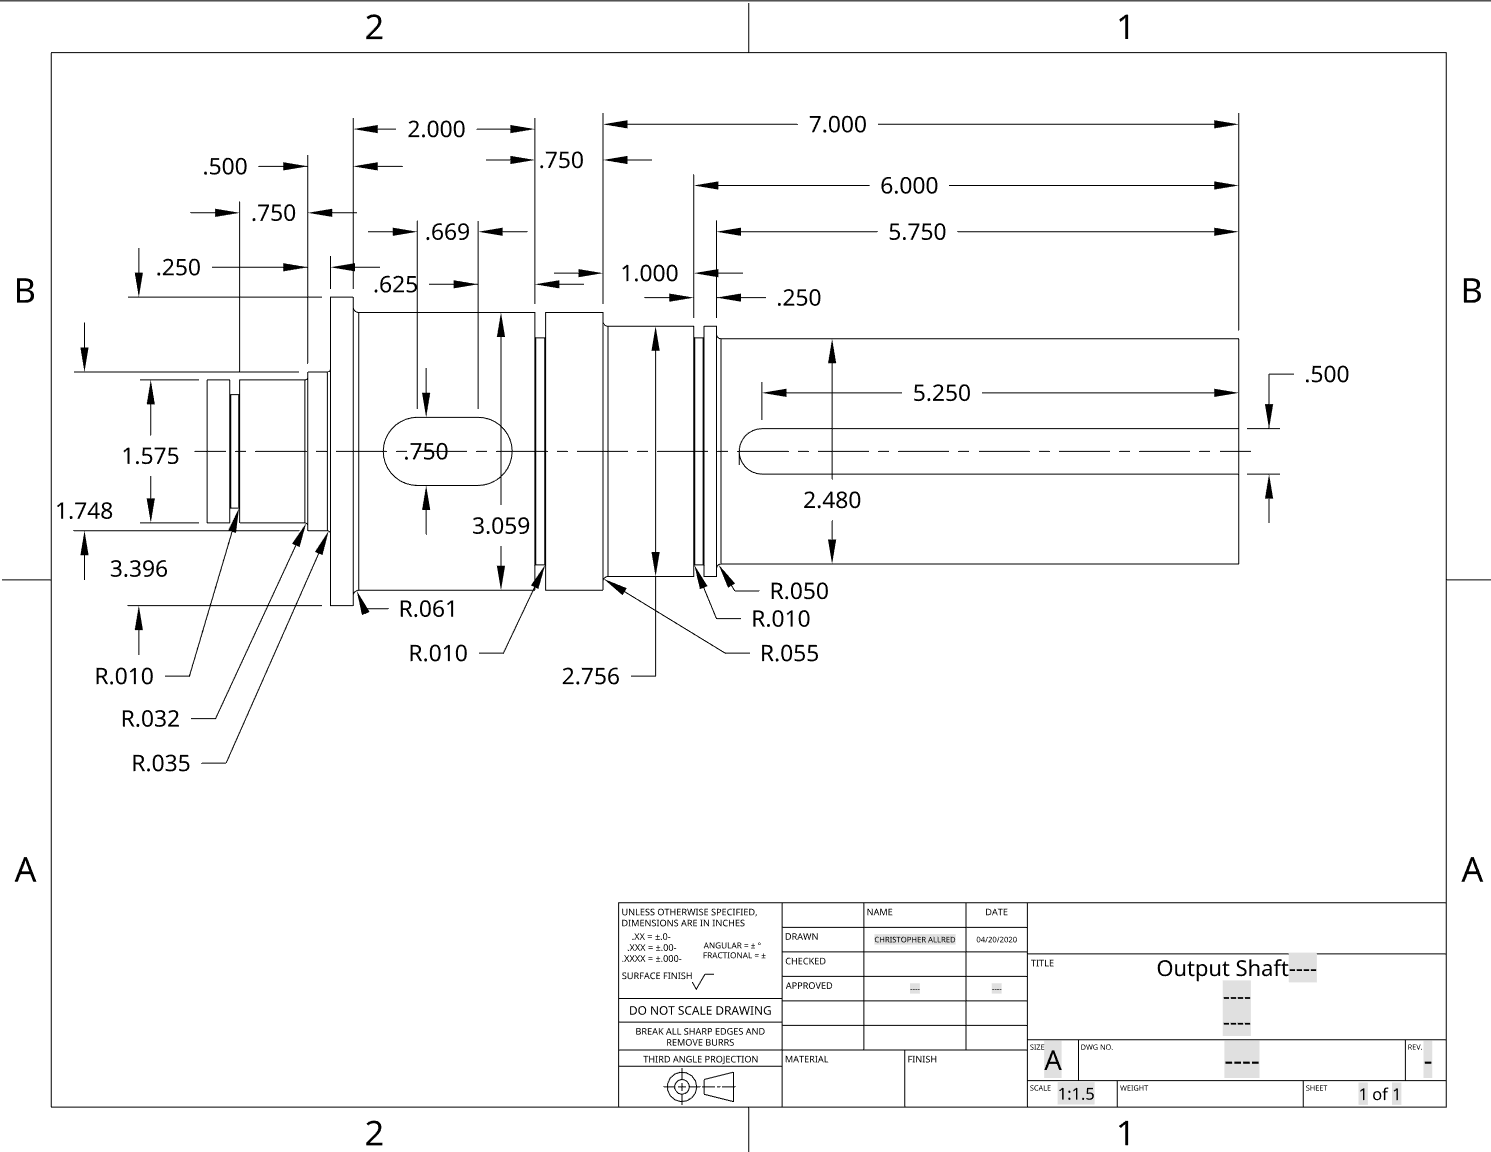 2 1
7.000
2.000
.750
.500
6.000
.750
.669
5.750
.250
1.000
.625
.250
B B
.500
5.250
.750
1.575
2.480
1.748
3.059
3.396
R.050
R.061
R.010
R.010
R.055
R.010
2.756
R.032
R.035
A A
UNLESS OTHERWISE SPECIFIED,
DIMENSIONS ARE IN INCHES
.XX = ±.0-
.XXX = ±.00-
.XXXX = ±.000-
ANGULAR = ± °
FRACTIONAL = ±
SURFACE FINISH
DO NOT SCALE DRAWING
BREAK ALL SHARP EDGES AND
REMOVE BURRS
THIRD ANGLE PROJECTION
NAME DATE
DRAWN CHRISTOPHER ALLRED 04/20/2020
CHECKED
APPROVED ---- ----
MATERIAL FINISH
TITLE
Output Shaft----
----
----
SIZE A DWG NO. ---- REV. -
SCALE 1:1.5 WEIGHT SHEET 1 of 1
2 1